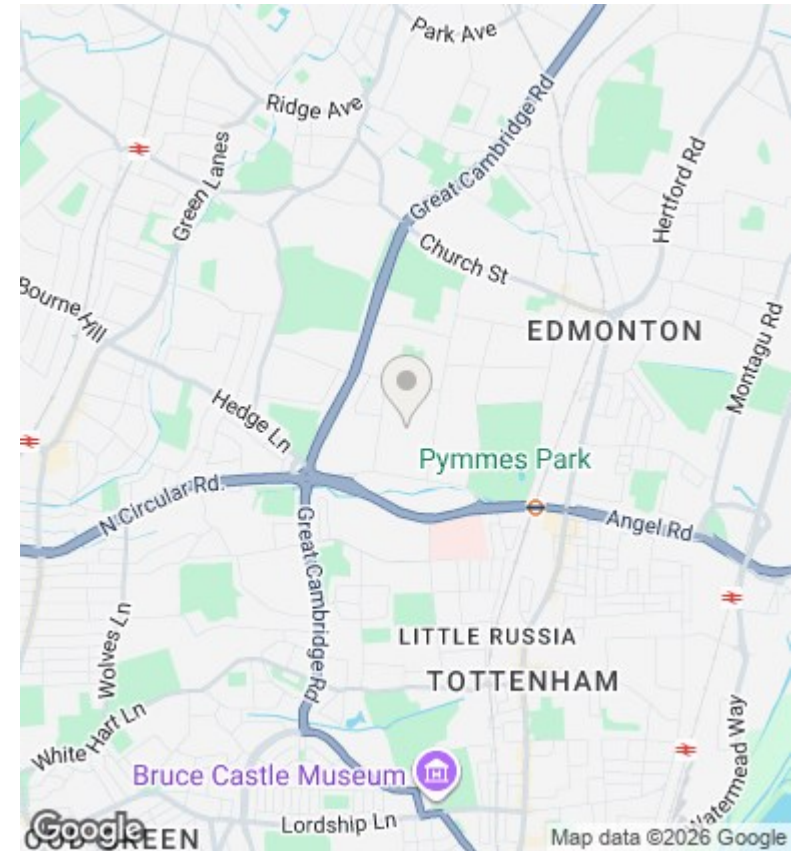 Park Ave
Ridge Ave
Great Cambridge Rd
Green Lanes
Hertford Rd
Church St
Bourne Hill
EDMONTON
Montagu Rd
Hedge Ln
Pymmes Park
N Circular Rd.
Great Cambridge Rd
Angel Rd
Wolves Ln
LITTLE RUSSIA
TOTTENHAM
White Hart Ln
Watermead Way
Bruce Castle Museum
Lordship Ln
Google
OOD GREEN
Map data ©2026 Google